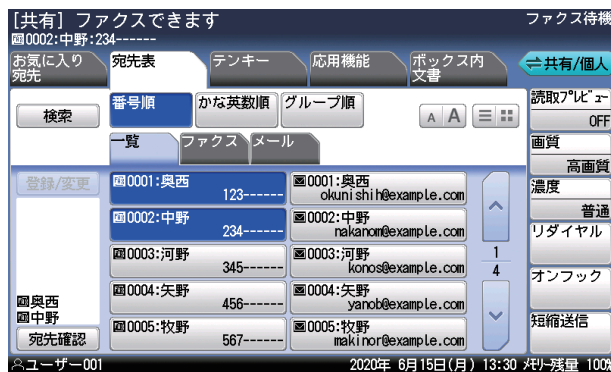 [共有] ファクスできます
ファクス待機
0002:中野:234------
お気に入り
宛先
宛先表
テンキー
応用機能
ボックス内
文書
共有/個人
検索
番号順
かな英数順
グループ順
A A
読取ﾌﾟﾚﾋﾞｭｰ
OFF
一覧
ファクス
メール
画質
高画質
登録/変更
0001:奥西
123------
0001:奥西
okunishih@example.com
濃度
普通
0002:中野
234------
0002:中野
nakanom@example.com
リダイヤル
0003:河野
345------
0003:河野
konos@example.com
1
4
オンフック
0004:矢野
456------
0004:矢野
yanob@example.com
奥西
中野
宛先確認
0005:牧野
567------
0005:牧野
makinor@example.com
短縮送信
ユーザー001
2020年 6月15日(月) 13:30 ﾒﾓﾘｰ残量 100%